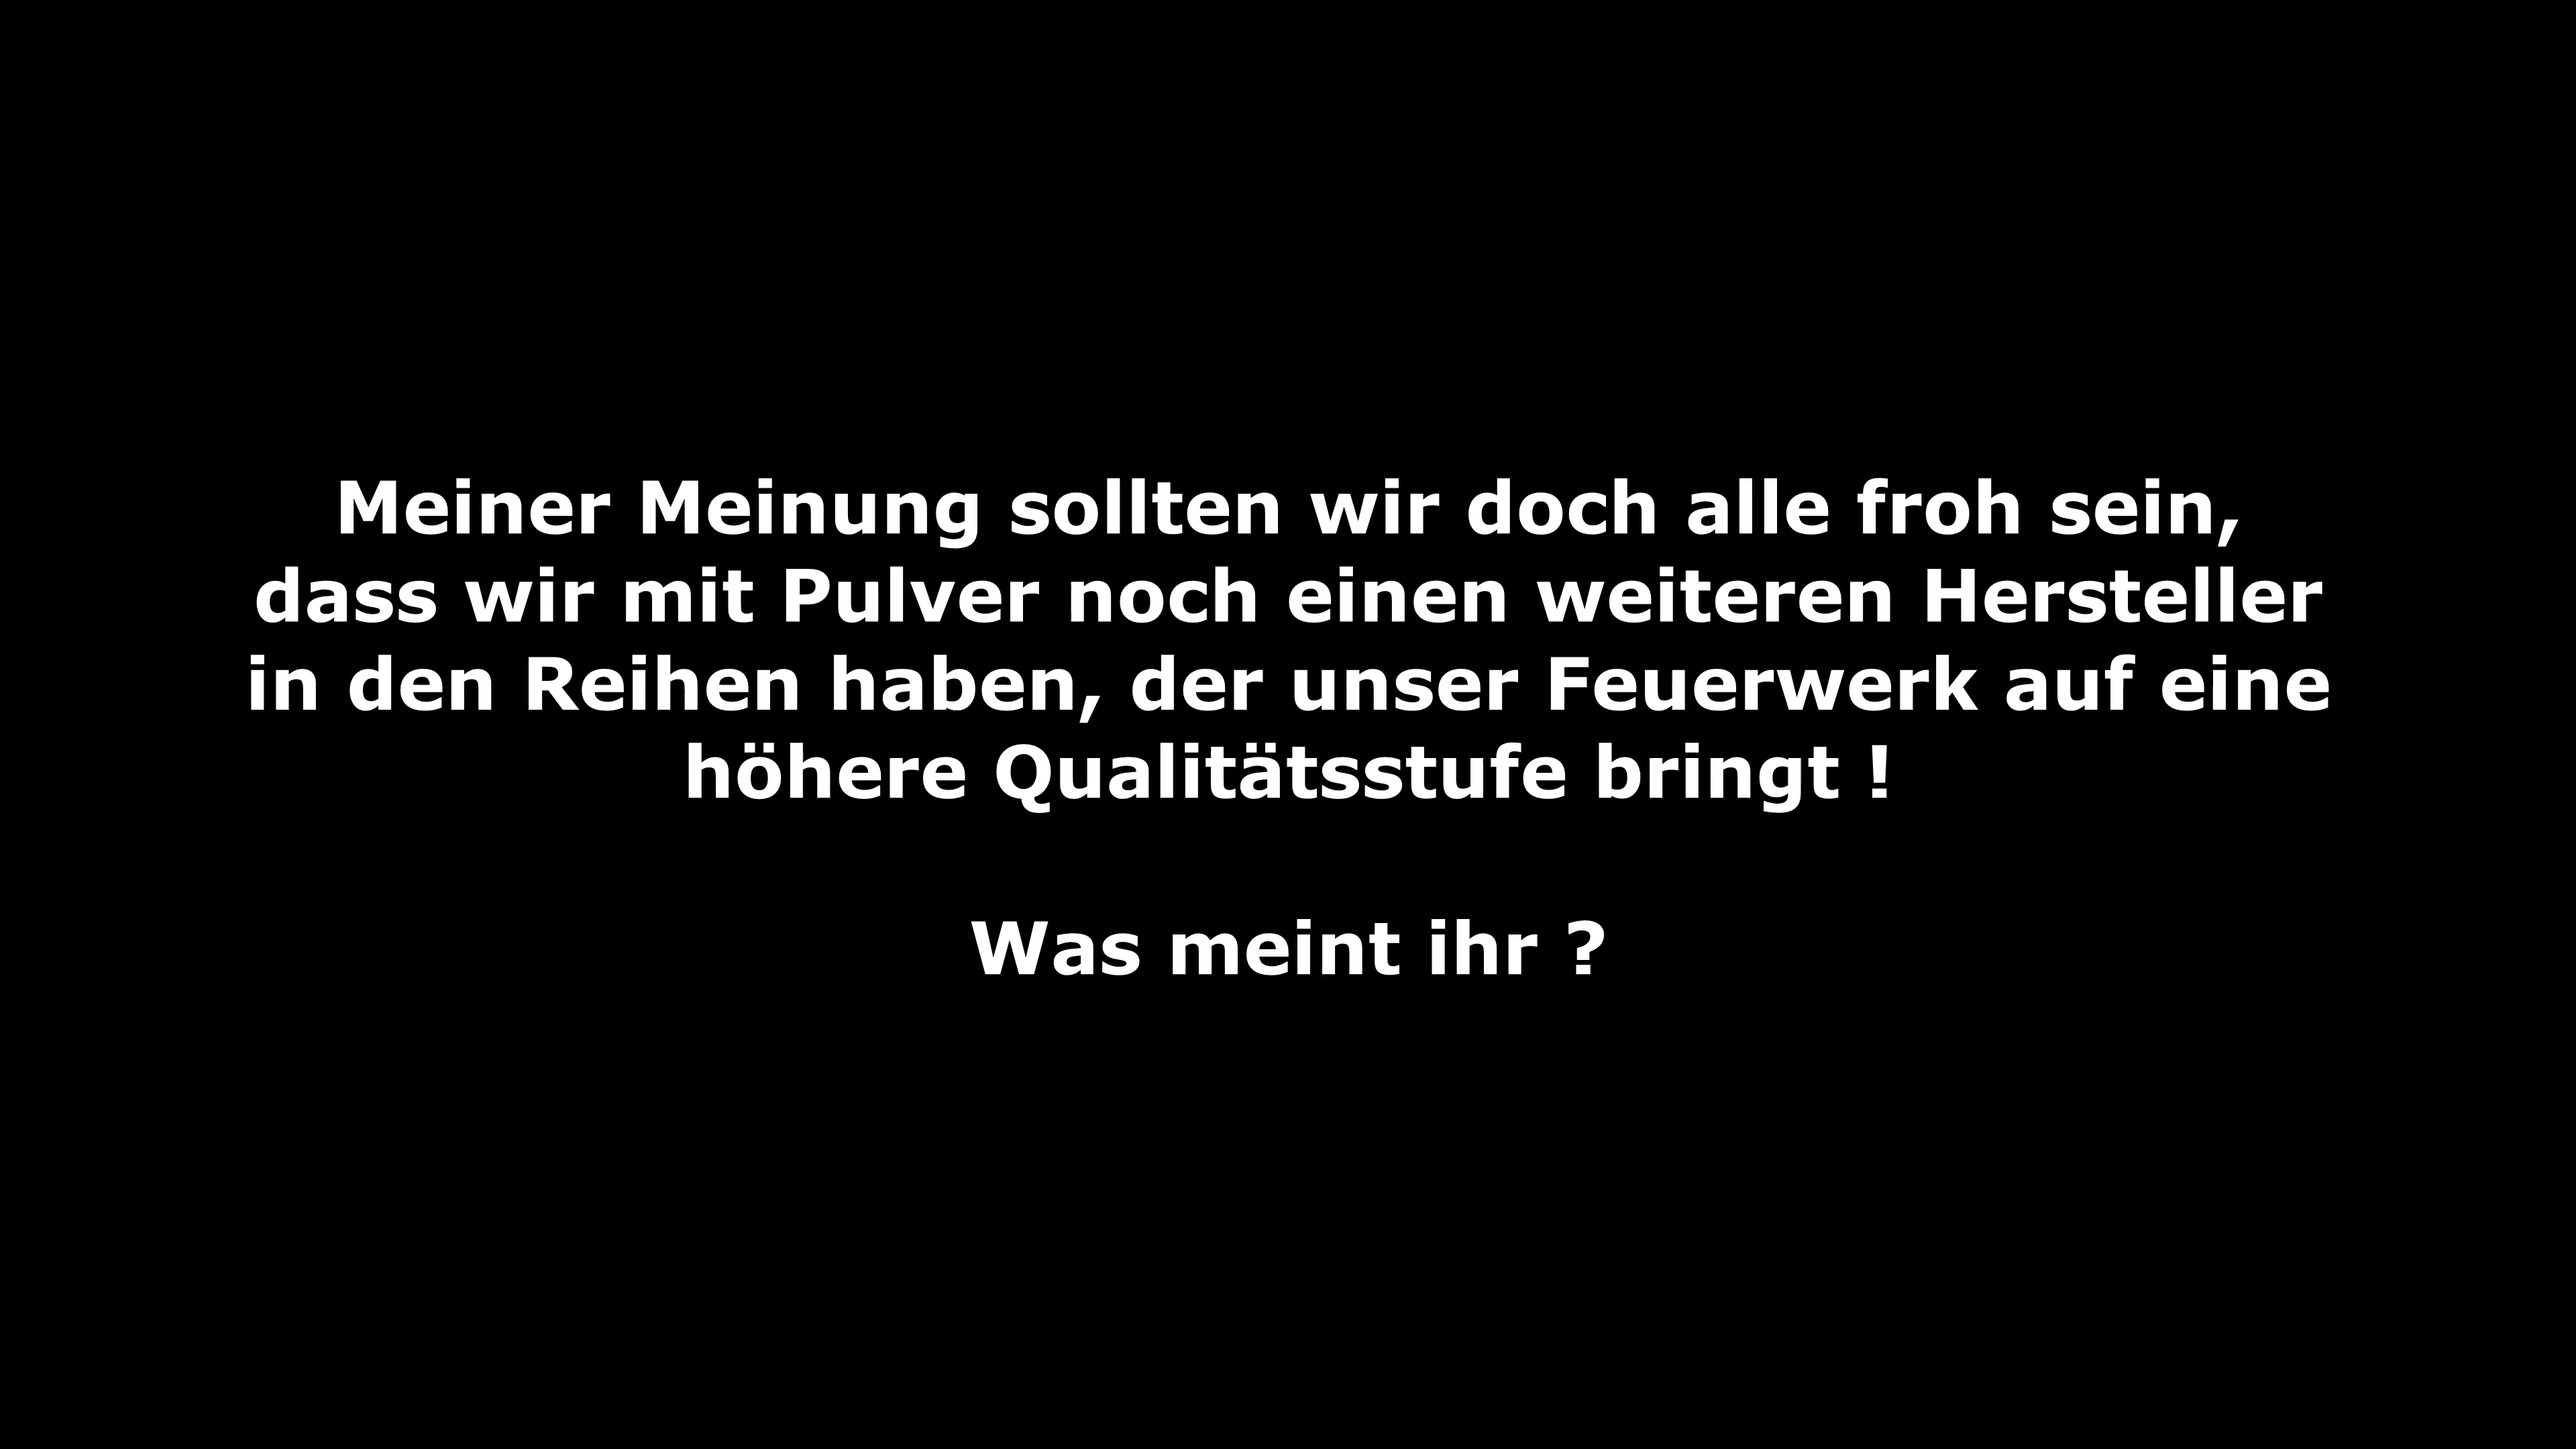 Meiner Meinung sollten wir doch alle froh sein,
dass wir mit Pulver noch einen weiteren Hersteller
in den Reihen haben, der unser Feuerwerk auf eine
höhere Qualitätsstufe bringt !
Was meint ihr ?